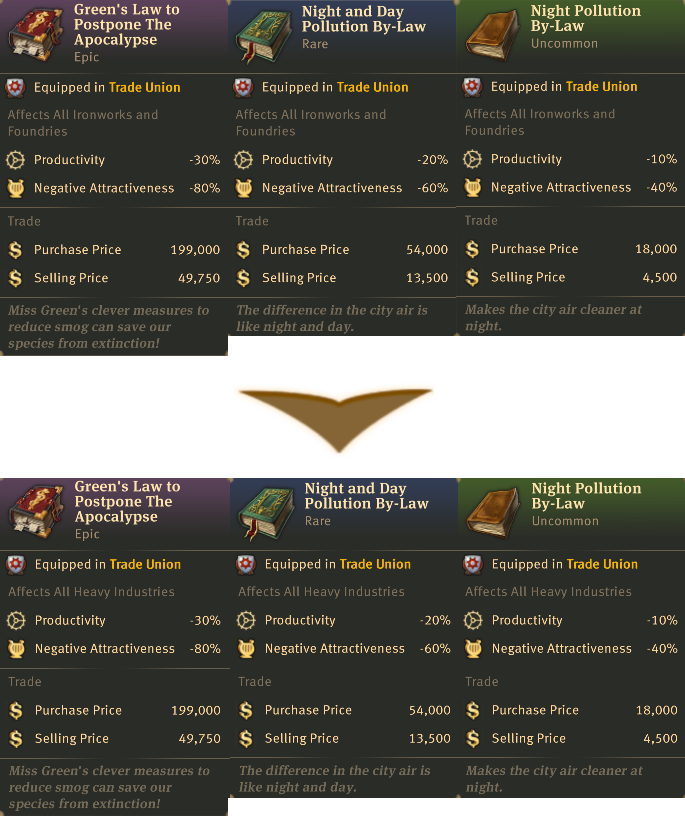 Green's Law to
Postpone The
Apocalypse
Epic
Equipped in Trade Union
Affects All Ironworks and
Foundries
Productivity -30%
Negative Attractiveness -80%
Trade
Purchase Price 199,000
Selling Price 49,750
Miss Green's clever measures to
reduce smog can save our
species from extinction!
Night and Day
Pollution By-Law
Rare
Equipped in Trade Union
Affects All Ironworks and
Foundries
Productivity -20%
Negative Attractiveness -60%
Trade
Purchase Price 54,000
Selling Price 13,500
The difference in the city air is
like night and day.
Night Pollution
By-Law
Uncommon
Equipped in Trade Union
Affects All Ironworks and
Foundries
Productivity -10%
Negative Attractiveness -40%
Trade
Purchase Price 18,000
Selling Price 4,500
Makes the city air cleaner at
night.
Green's Law to
Postpone The
Apocalypse
Epic
Equipped in Trade Union
Affects All Heavy Industries
Productivity -30%
Negative Attractiveness -80%
Trade
Purchase Price 199,000
Selling Price 49,750
Miss Green's clever measures to
reduce smog can save our
species from extinction!
Night and Day
Pollution By-Law
Rare
Equipped in Trade Union
Affects All Heavy Industries
Productivity -20%
Negative Attractiveness -60%
Trade
Purchase Price 54,000
Selling Price 13,500
The difference in the city air is
like night and day.
Night Pollution
By-Law
Uncommon
Equipped in Trade Union
Affects All Heavy Industries
Productivity -10%
Negative Attractiveness -40%
Trade
Purchase Price 18,000
Selling Price 4,500
Makes the city air cleaner at
night.